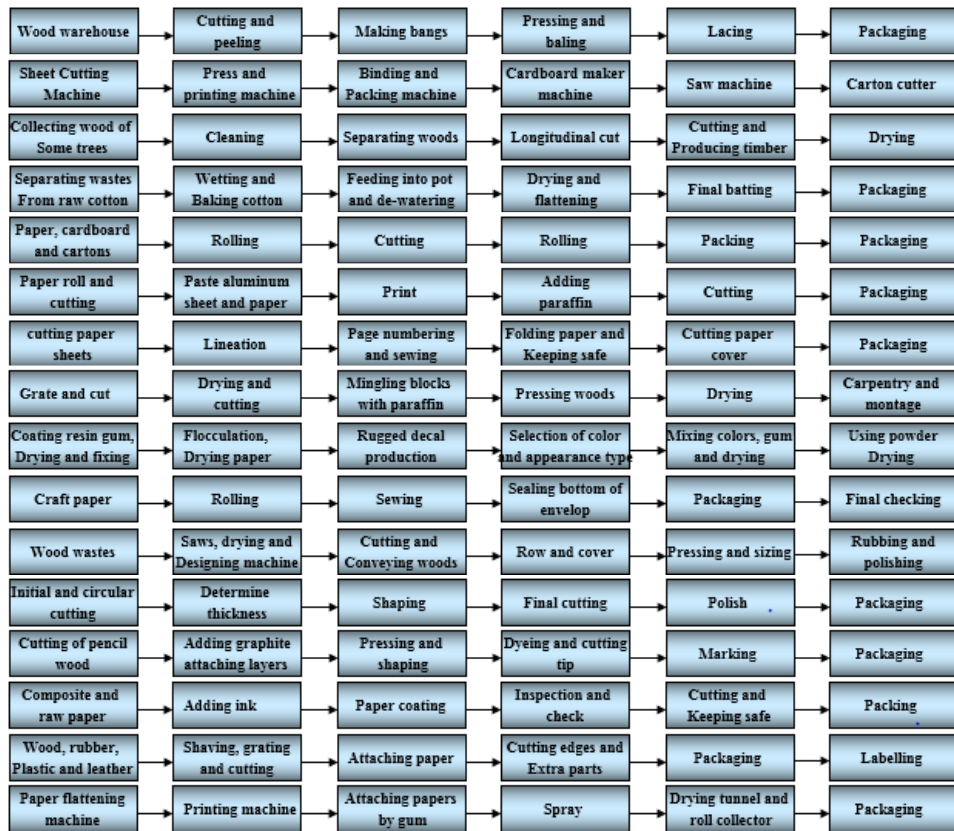 Wood warehouse
Cutting and
peeling
Making bangs
Pressing and
baling
Lacing
Packaging
Sheet Cutting
Machine
Press and
printing machine
Binding and
Packing machine
Cardboard maker
machine
Saw machine
Carton cutter
Collecting wood of
Some trees
Cleaning
Separating woods
Longitudinal cut
Cutting and
Producing timber
Drying
Separating wastes
From raw cotton
Wetting and
Baking cotton
Feeding into pot
and de-watering
Drying and
flattening
Final batting
Packaging
Paper, cardboard
and cartons
Rolling
Cutting
Rolling
Packing
Packaging
Paper roll and
cutting
Paste aluminum
sheet and paper
Print
Adding
paraffin
Cutting
Packaging
cutting paper
sheets
Lineation
Page numbering
and sewing
Folding paper and
Keeping safe
Cutting paper
cover
Packaging
Grate and cut
Drying and
cutting
Mingling blocks
with paraffin
Pressing woods
Drying
Carpentry and
montage
Coating resin gum,
Drying and fixing
Flocculation,
Drying paper
Rugged decal
production
Selection of color
and appearance type
Mixing colors, gum
and drying
Using powder
Drying
Craft paper
Rolling
Sewing
Sealing bottom of
envelop
Packaging
Final checking
Wood wastes
Saws, drying and
Designing machine
Cutting and
Conveying woods
Row and cover
Pressing and sizing
Rubbing and
polishing
Initial and circular
cutting
Determine
thickness
Shaping
Final cutting
Polish
Packaging
Cutting of pencil
wood
Adding graphite
attaching layers
Pressing and
shaping
Dyeing and cutting
tip
Marking
Packaging
Composite and
raw paper
Adding ink
Paper coating
Inspection and
check
Cutting and
Keeping safe
Packing
Wood, rubber,
Plastic and leather
Shaving, grating
and cutting
Attaching paper
Cutting edges and
Extra parts
Packaging
Labelling
Paper flattening
machine
Printing machine
Attaching papers
by gum
Spray
Drying tunnel and
roll collector
Packaging